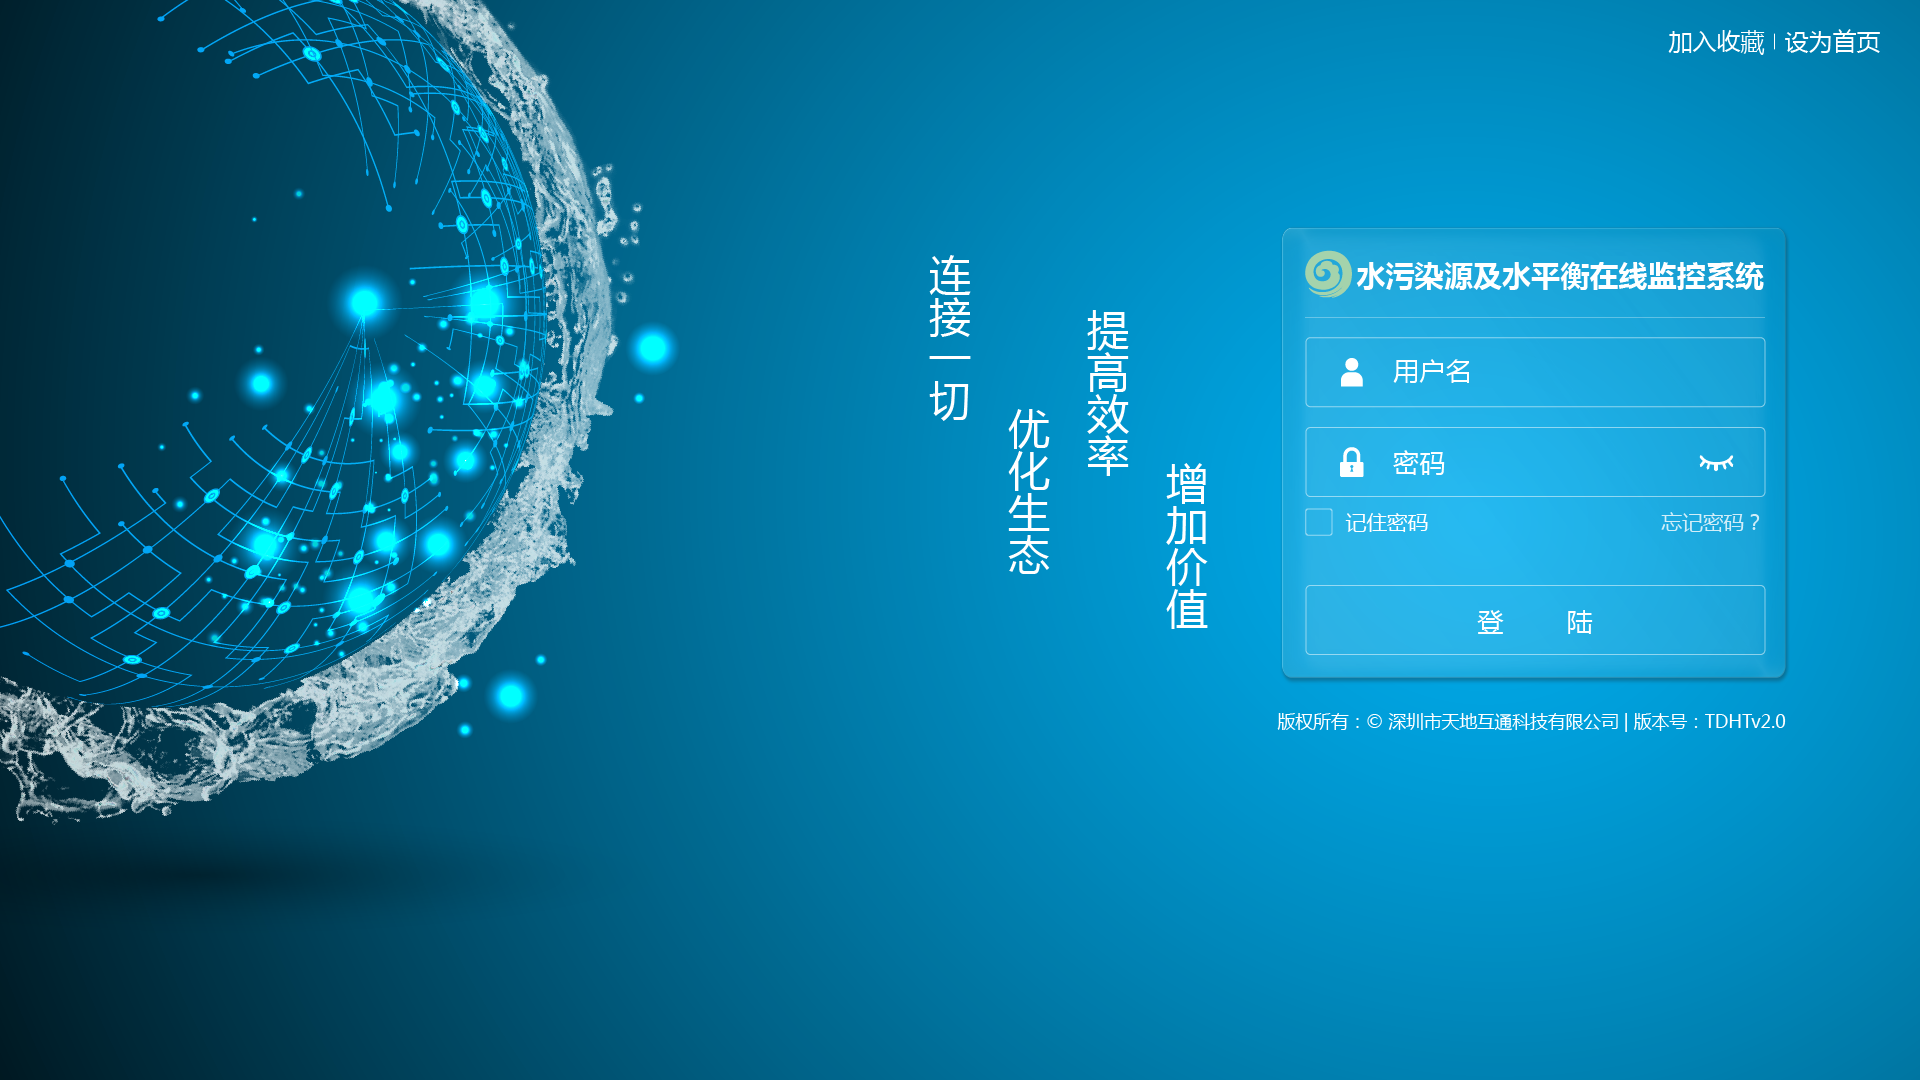 加入收藏 | 设为首页
连接一切
优化生态
提高效率
增加价值
水污染源及水平衡在线监控系统
用户名
密码
记住密码
忘记密码？
登 陆
版权所有：© 深圳市天地互通科技有限公司 | 版本号：TDHTv2.0